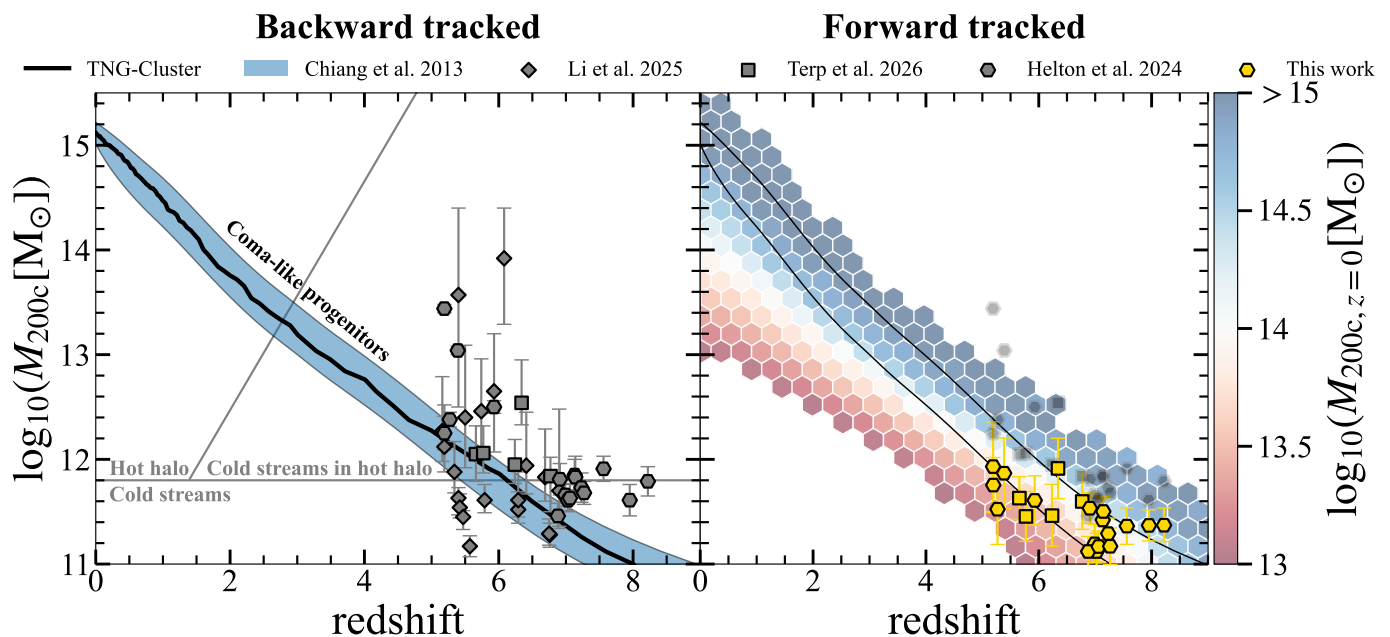 Backward tracked
Forward tracked
TNG-Cluster
Chiang et al. 2013
Li et al. 2025
Terp et al. 2026
Helton et al. 2024
This work
log10(M200c[M⊙])
15
14
13
12
11
Coma-like progenitors
Hot halo
Cold streams in hot halo
Cold streams
0
2
4
6
8
redshift
0
2
4
6
8
redshift
> 15
14.5
14
13.5
13
log10(M200c, z=0[M⊙])